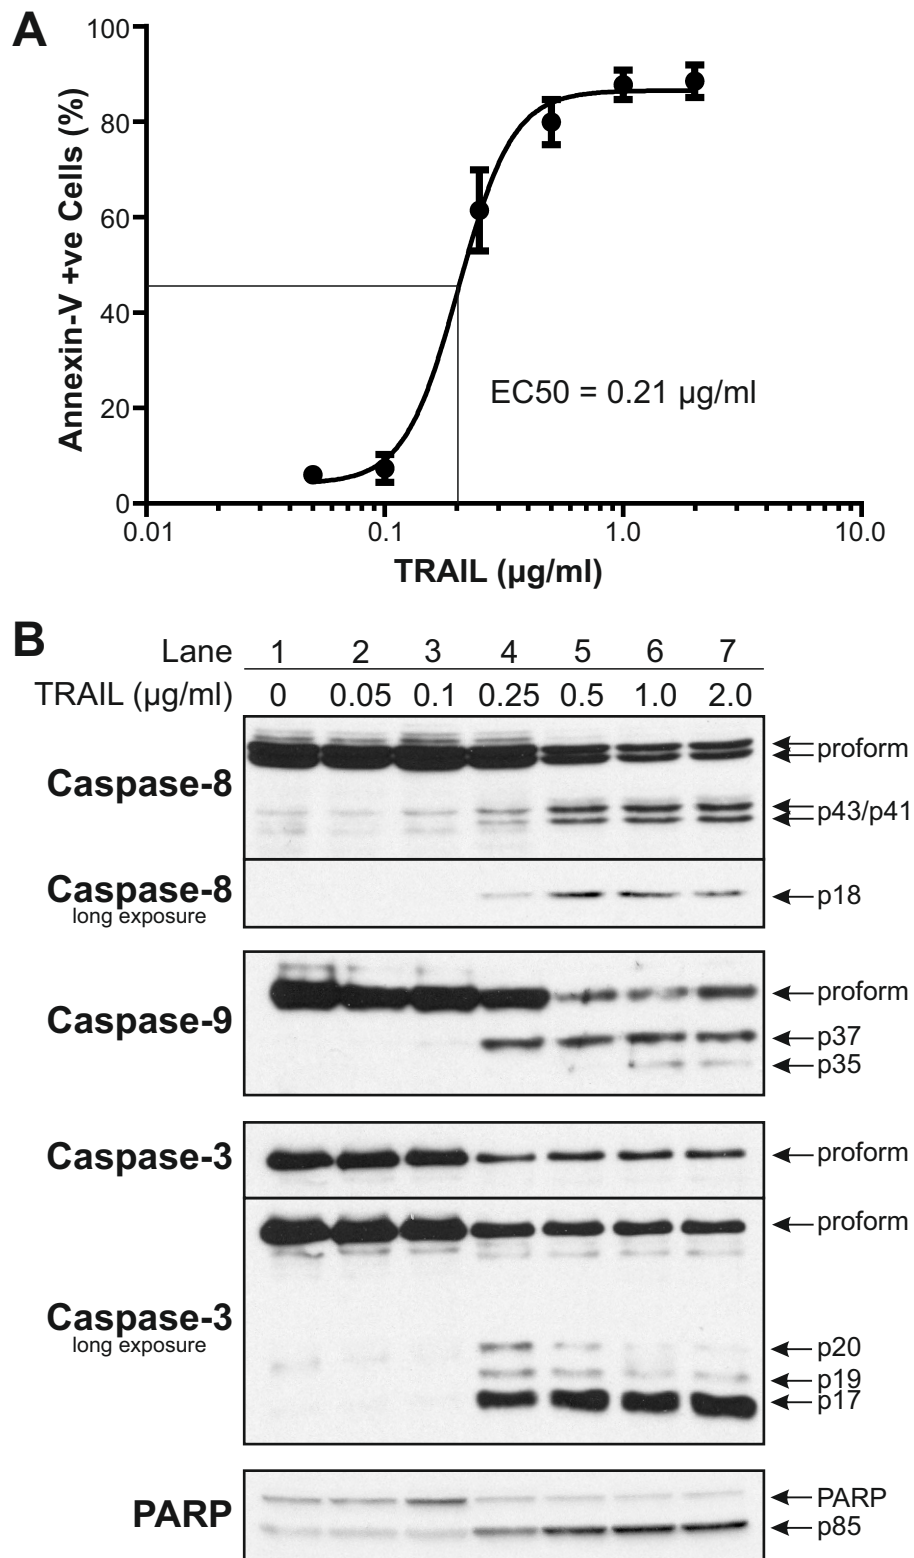 A
Annexin-V +ve Cells (%)
100
80
60
40
20
0
EC50 = 0.21 µg/ml
0.01 0.1 1.0 10.0
TRAIL (µg/ml)
B
Lane 1 2 3 4 5 6 7
TRAIL (µg/ml) 0 0.05 0.1 0.25 0.5 1.0 2.0
Caspase-8
proform
p43/p41
Caspase-8
long exposure
p18
Caspase-9
proform
p37
p35
Caspase-3
proform
Caspase-3
long exposure
proform
p20
p19
p17
PARP
PARP
p85